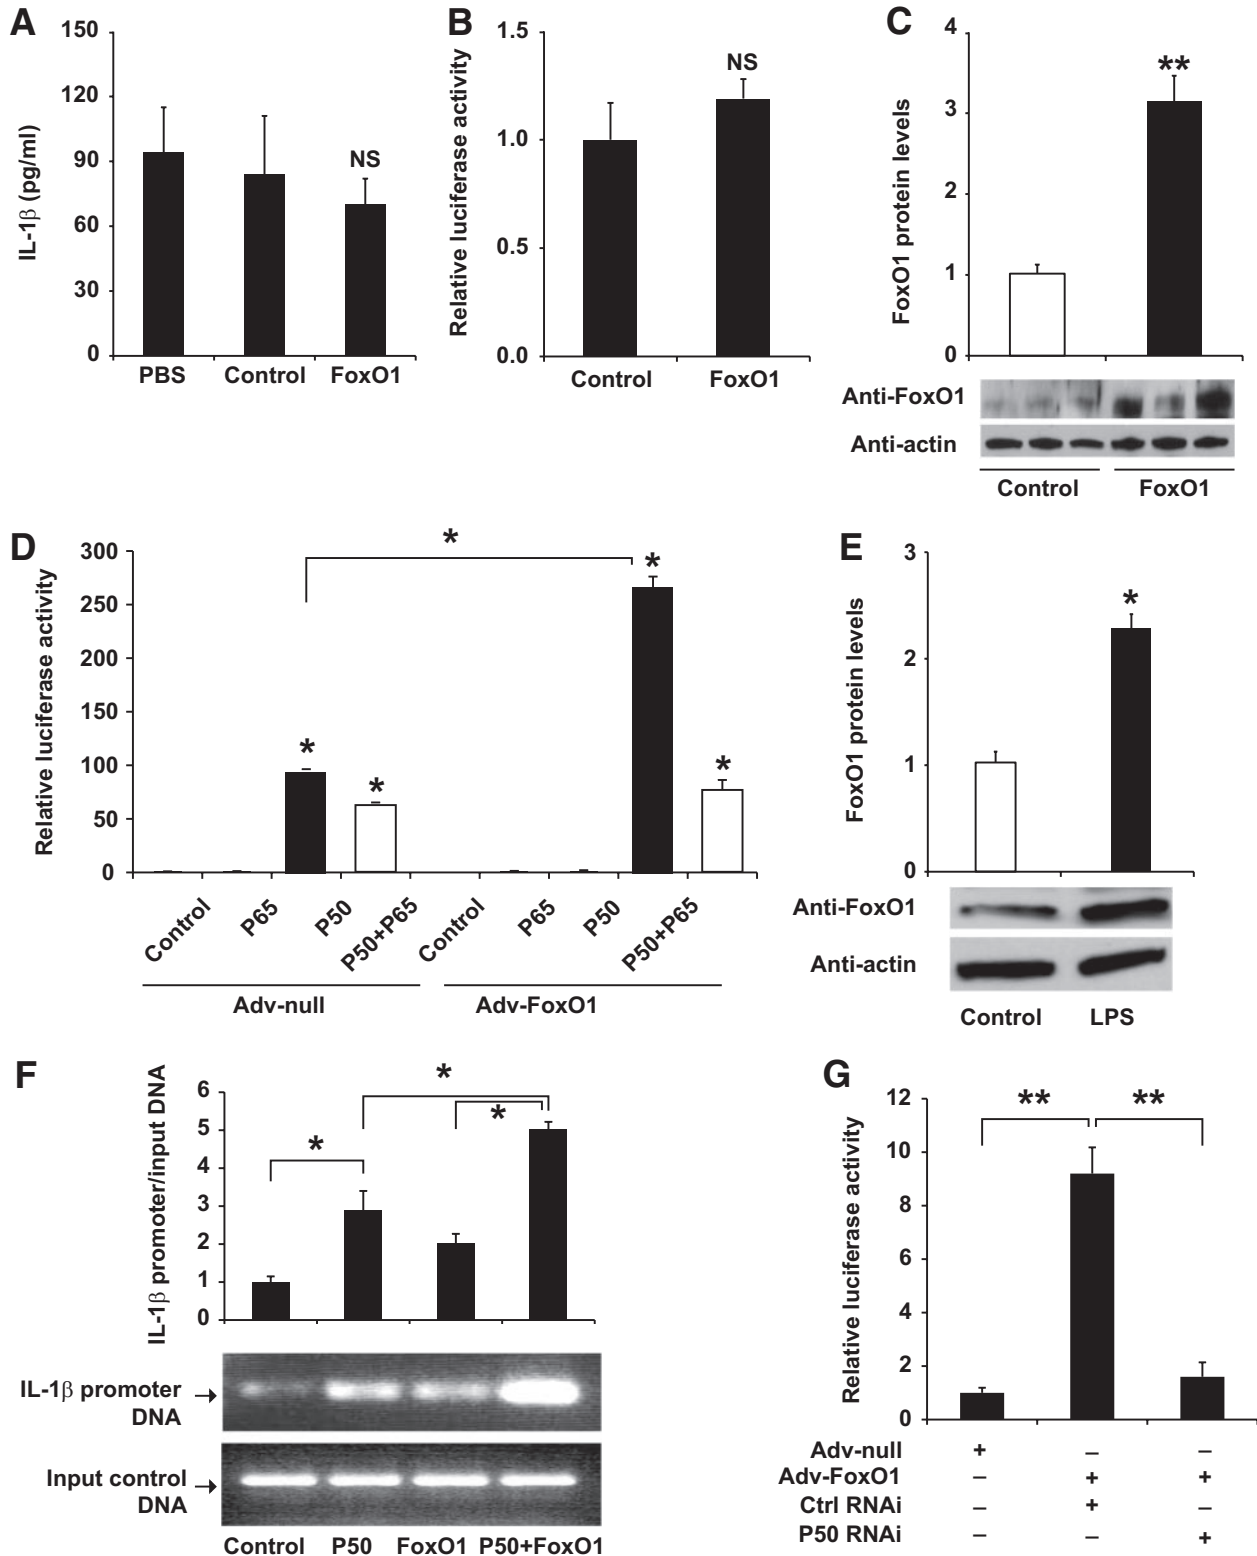 A
150
120
90
60
30
0
IL-1β (pg/ml)
NS
PBS Control FoxO1
B
1.5
1.0
0.5
0.0
Relative luciferase activity
NS
Control FoxO1
C
4
3
2
1
0
FoxO1 protein levels
**
Anti-FoxO1
Anti-actin
Control FoxO1
D
300
250
200
150
100
50
0
Relative luciferase activity
*
*
*
*
*
Control P65 P50 P50+P65 Control P65 P50 P50+P65
Adv-null Adv-FoxO1
E
3
2
1
0
FoxO1 protein levels
*
Anti-FoxO1
Anti-actin
Control LPS
F
6
5
4
3
2
1
0
IL-1β promoter/input DNA
*
*
*
IL-1β promoter →
DNA
Input control →
DNA
Control P50 FoxO1 P50+FoxO1
G
12
10
8
6
4
2
0
Relative luciferase activity
** **
Adv-null + – –
Adv-FoxO1 – + +
Ctrl RNAi – + –
P50 RNAi – – +